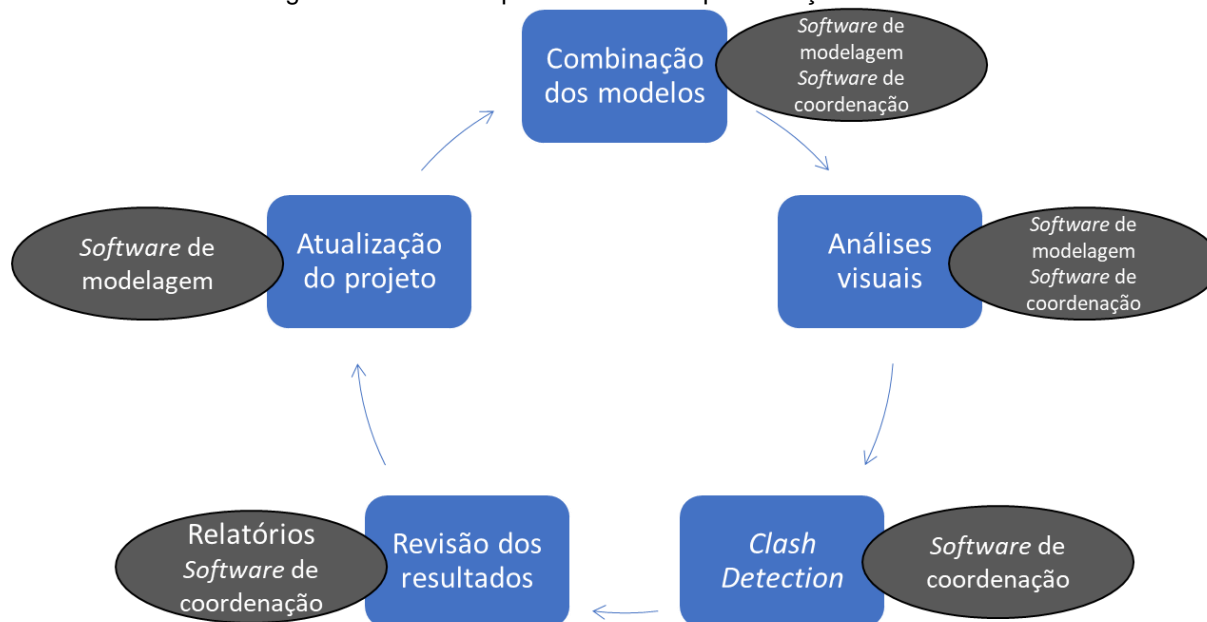 Combinação
dos modelos
Software de
modelagem
Software de
coordenação
Análises
visuais
Software de
modelagem
Software de
coordenação
Clash
Detection
Software de
coordenação
Revisão dos
resultados
Relatórios
Software de
coordenação
Atualização
do projeto
Software de
modelagem